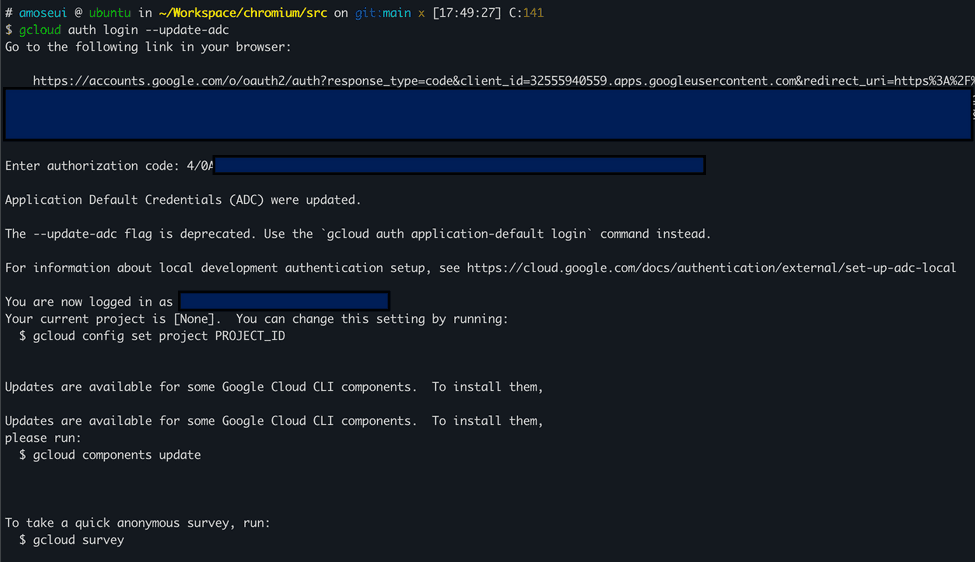 # amoseui @ ubuntu in ~/Workspace/chromium/src on git:main x [17:49:27] C:141
$ gcloud auth login --update-adc
Go to the following link in your browser:
https://accounts.google.com/o/oauth2/auth?response_type=code&client_id=32555940559.apps.googleusercontent.com&redirect_uri=https%3A%2F%
Enter authorization code: 4/0A
Application Default Credentials (ADC) were updated.
The --update-adc flag is deprecated. Use the `gcloud auth application-default login` command instead.
For information about local development authentication setup, see https://cloud.google.com/docs/authentication/external/set-up-adc-local
You are now logged in as
Your current project is [None].  You can change this setting by running:
$ gcloud config set project PROJECT_ID
Updates are available for some Google Cloud CLI components.  To install them,
Updates are available for some Google Cloud CLI components.  To install them,
please run:
$ gcloud components update
To take a quick anonymous survey, run:
$ gcloud survey